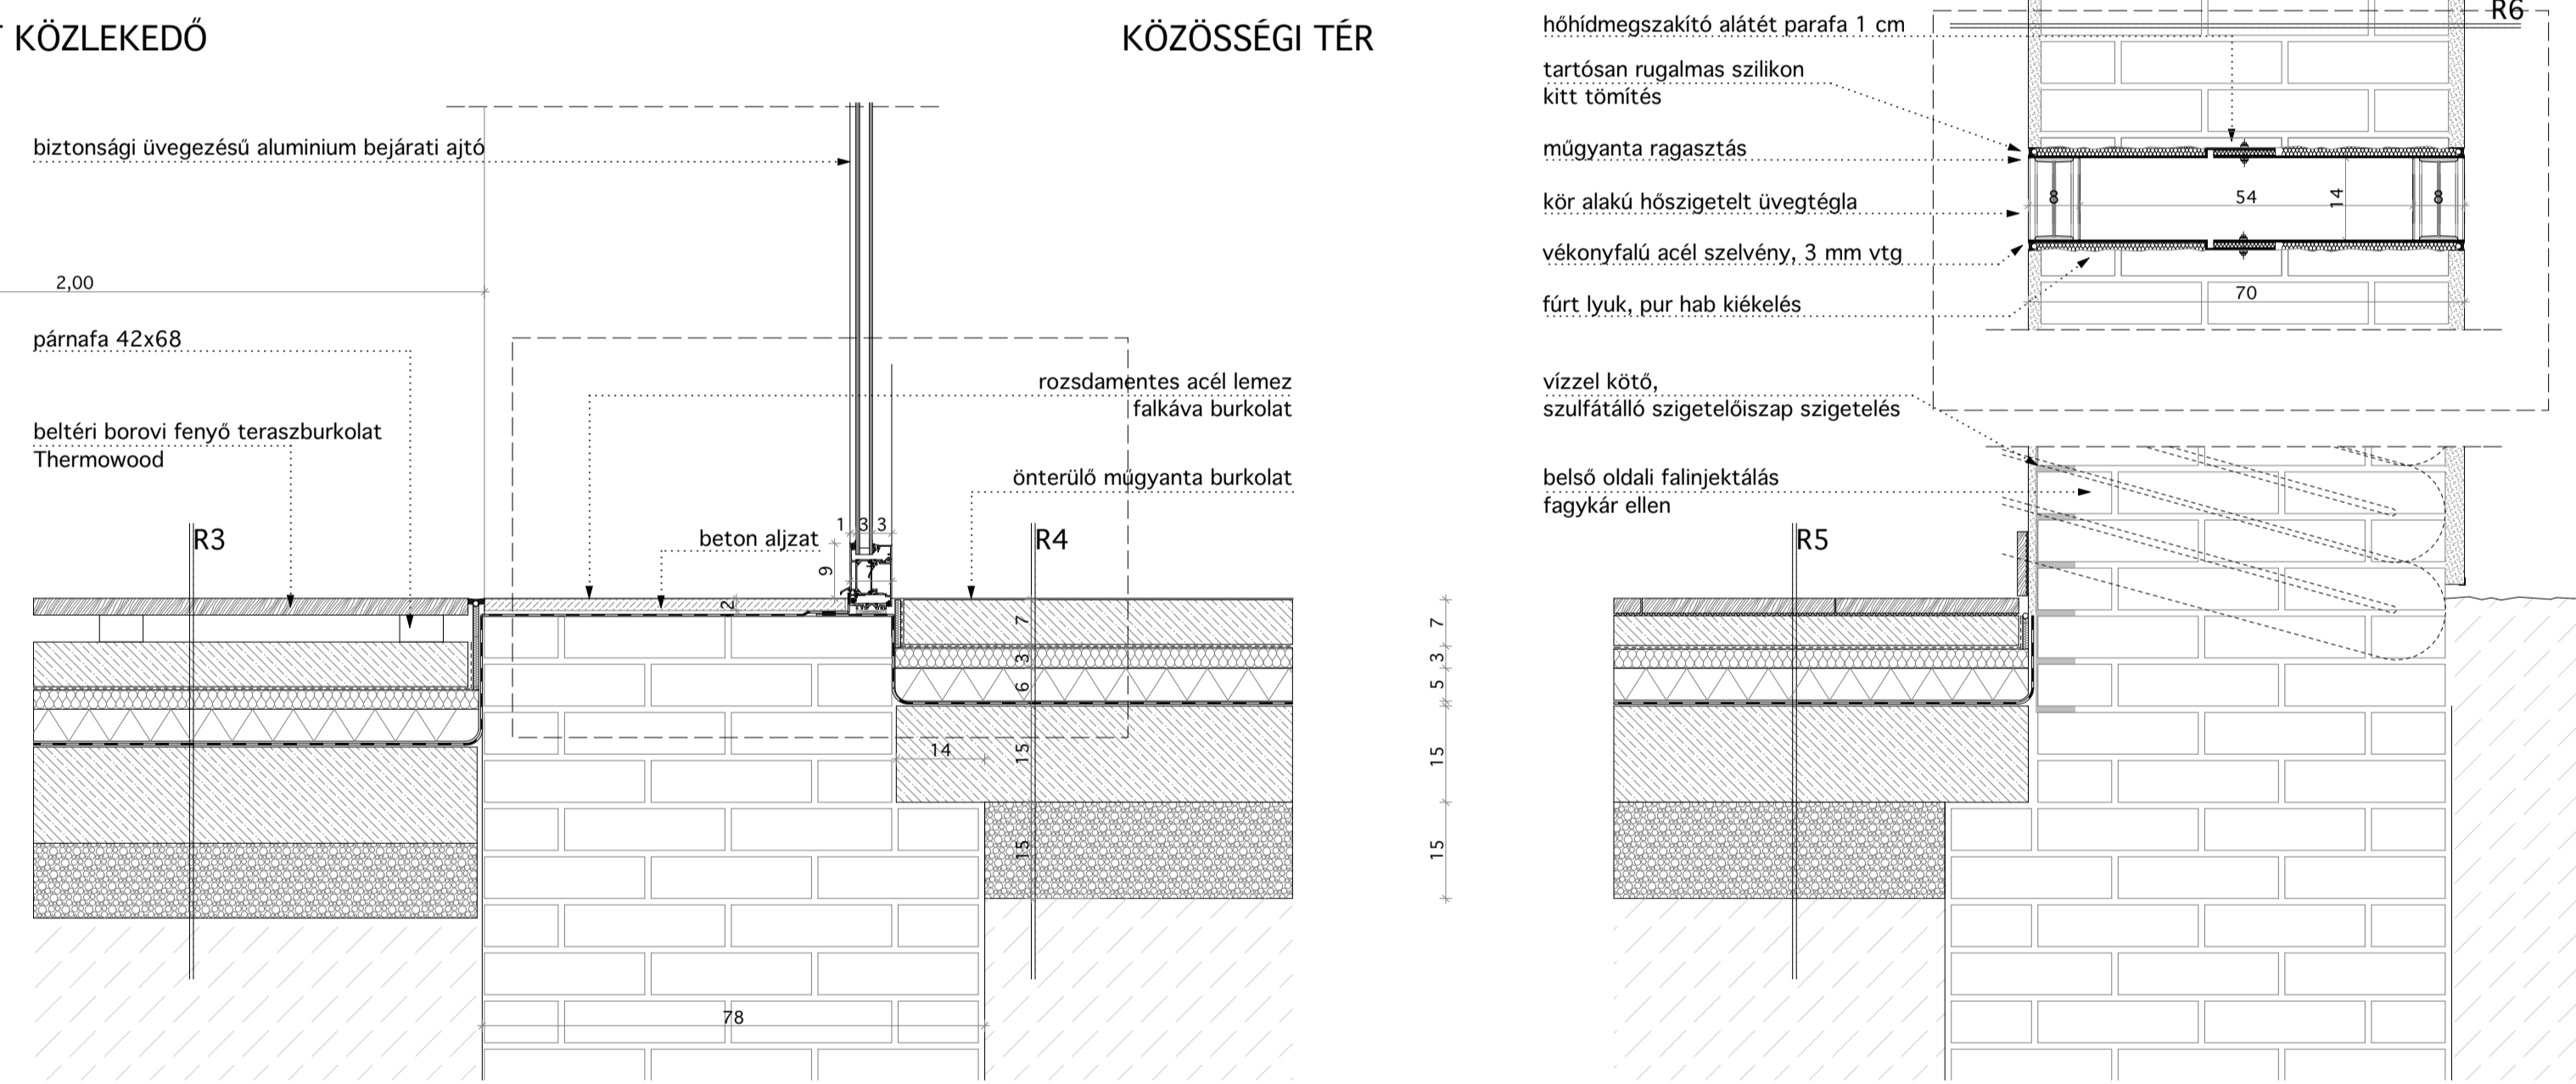 KÖZLEKEDŐ
KÖZÖSSÉGI TÉR
biztonsági üvegezésű aluminium bejárati ajtó
2,00
párnafa 42x68
beltéri borovi fenyő teraszburkolat
Thermowood
rozsdamentes acél lemez
falkáva burkolat
önterülő műgyanta burkolat
beton aljzat
1 3 3
9
2
R3
R4
7
3
6
15
14
15
78
R6
hőhídmegszakító alátét parafa 1 cm
tartósan rugalmas szilikon
kitt tömítés
műgyanta ragasztás
kör alakú hőszigetelt üvegtégla
vékonyfalú acél szelvény, 3 mm vtg
fúrt lyuk, pur hab kiékelés
8 54 14 8
70
vízzel kötő,
szulfátálló szigetelőiszap szigetelés
belső oldali falinjektálás
fagykár ellen
R5
7
3
5
15
15